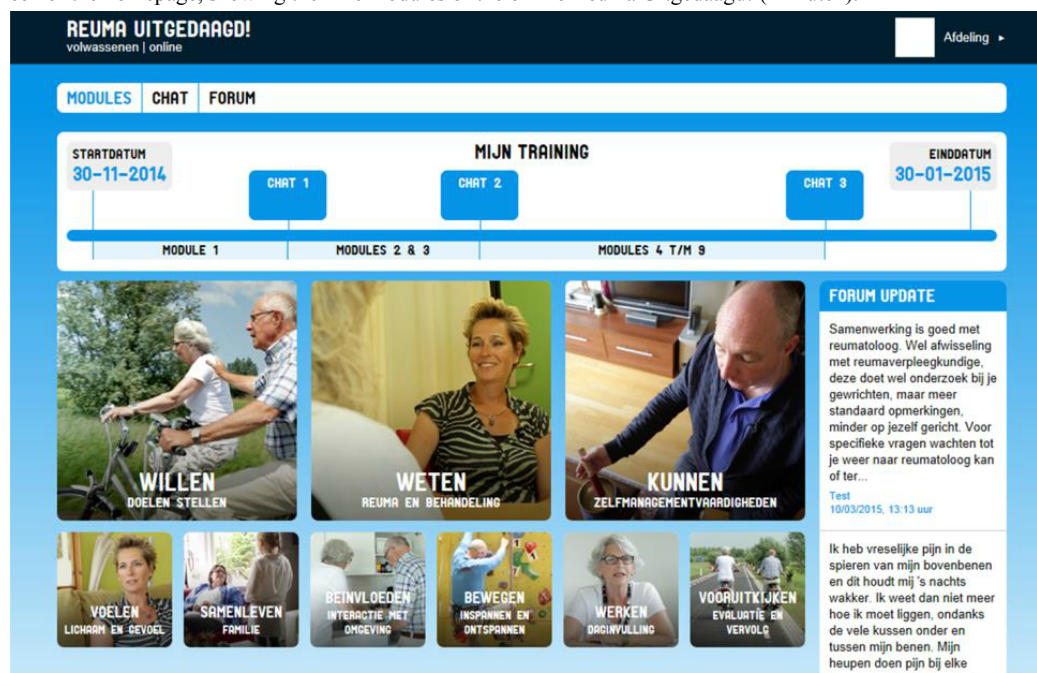 REUMA UITGEDAAGD!
volwassenen | online
Afdeling ▸
MODULES CHAT FORUM
MIJN TRAINING
STARTDATUM
30-11-2014
EINDDATUM
30-01-2015
CHAT 1
CHAT 2
CHAT 3
MODULE 1
MODULES 2 & 3
MODULES 4 T/M 9
WILLEN
DOELEN STELLEN
WETEN
REUMA EN BEHANDELING
KUNNEN
ZELFMANAGEMENTVAARDIGHEDEN
VOELEN
LICHAAM EN GEVOEL
SAMENLEVEN
FAMILIE
BEINVLOEDEN
INTERACTIE MET
OMGEVING
BEWEGEN
INSPANNEN EN
ONTSPANNEN
WERKEN
DAGINVULLING
VOORUITKIJKEN
EVALUATIE EN
VERVOLG
FORUM UPDATE
Samenwerking is goed met
reumatoloog. Wel afwisseling
met reumaverpleegkundige,
deze doet wel onderzoek bij je
gewrichten, maar meer
standaard opmerkingen,
minder op jezelf gericht. Voor
specifieke vragen wachten tot
je weer naar reumatoloog kan
of ter...
Test
10/03/2015, 13:13 uur
Ik heb vreselijke pijn in de
spieren van mijn bovenbenen
en dit houdt mij 's nachts
wakker. Ik weet dan niet meer
hoe ik moet liggen, ondanks
de vele kussen onder en
tussen mijn benen. Mijn
heupen doen pijn bij elke